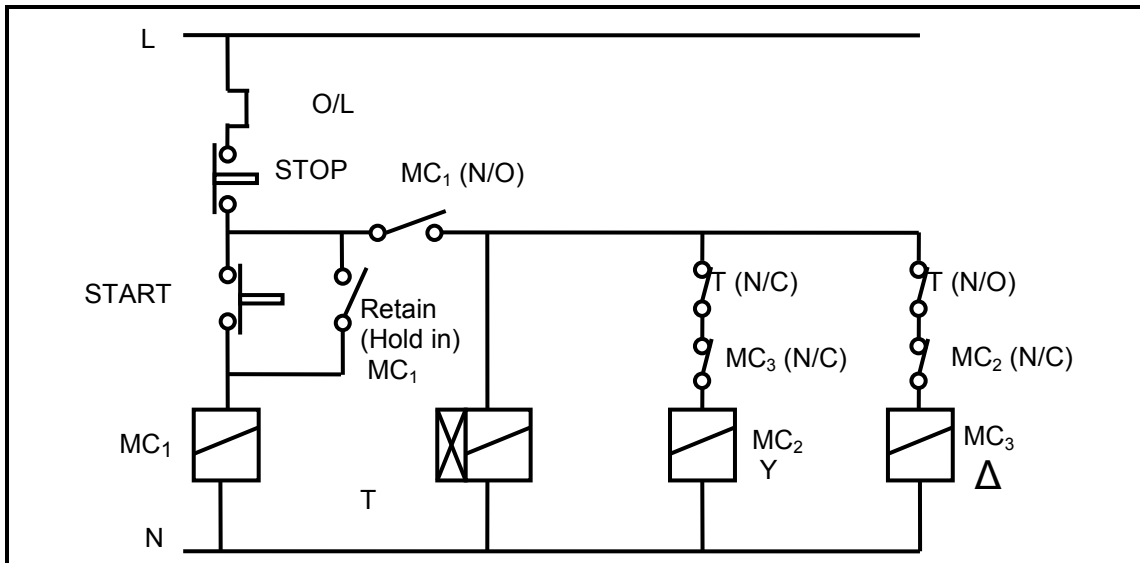 L
O/L
STOP
MC₁ (N/O)
START
Retain
(Hold in)
MC₁
T (N/C)
T (N/O)
MC₃ (N/C)
MC₂ (N/C)
MC₁
T
MC₂
Y
MC₃
Δ
N